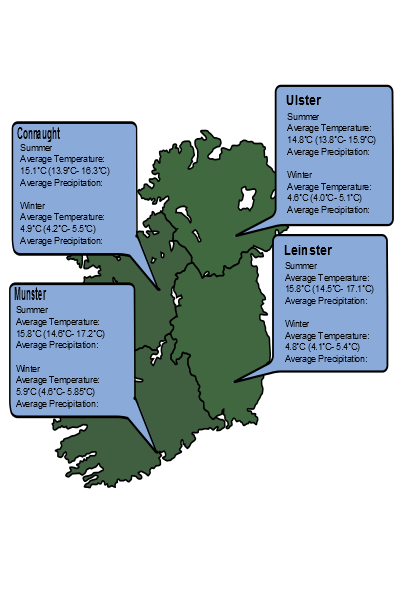 Ulster
Summer
Average Temperature:
14.8°C (13.8°C- 15.9°C)
Average Precipitation:
Winter
Average Temperature:
4.6°C (4.0°C- 5.1°C)
Average Precipitation:
Connaught
Summer
Average Temperature:
15.1°C (13.9°C- 16.3°C)
Average Precipitation:
Winter
Average Temperature:
4.9°C (4.2°C- 5.5°C)
Average Precipitation:
Leinster
Summer
Average Temperature:
15.8°C (14.5°C- 17.1°C)
Average Precipitation:
Winter
Average Temperature:
4.8°C (4.1°C- 5.4°C)
Average Precipitation:
Munster
Summer
Average Temperature:
15.8°C (14.6°C- 17.2°C)
Average Precipitation:
Winter
Average Temperature:
5.9°C (4.6°C- 5.85°C)
Average Precipitation: